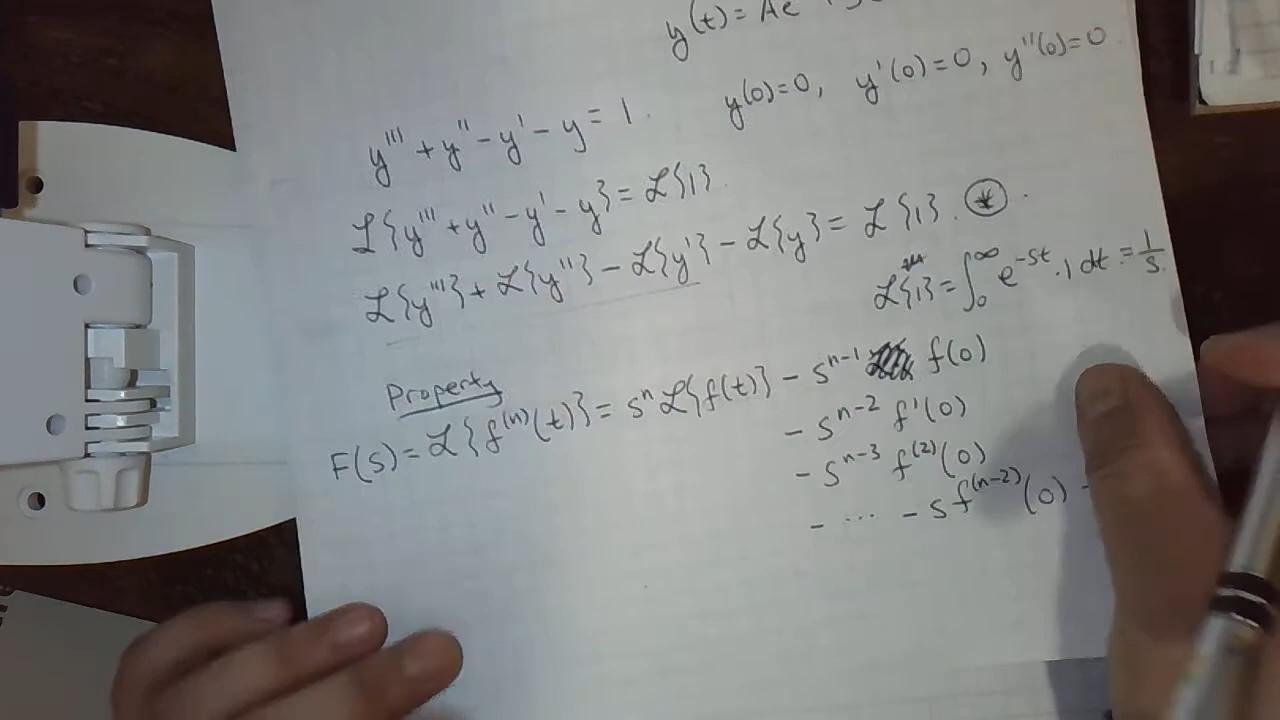 y(t) = Ae
y''' + y'' - y' - y = 1. y(0)=0, y'(0)=0, y''(0)=0
ℒ{y''' + y'' - y' - y} = ℒ{1}
ℒ{y'''} + ℒ{y''} - ℒ{y'} - ℒ{y} = ℒ{1}. ⊛.
ℒ{1} = ∫₀^∞ e^{-st}·1 dt = 1/s
Property
F(s) = ℒ{f^{(n)}(t)} = s^n ℒ{f(t)} - s^{n-1} f(0)
- s^{n-2} f'(0)
- s^{n-3} f^{(2)}(0)
- ... - s f^{(n-2)}(0) -